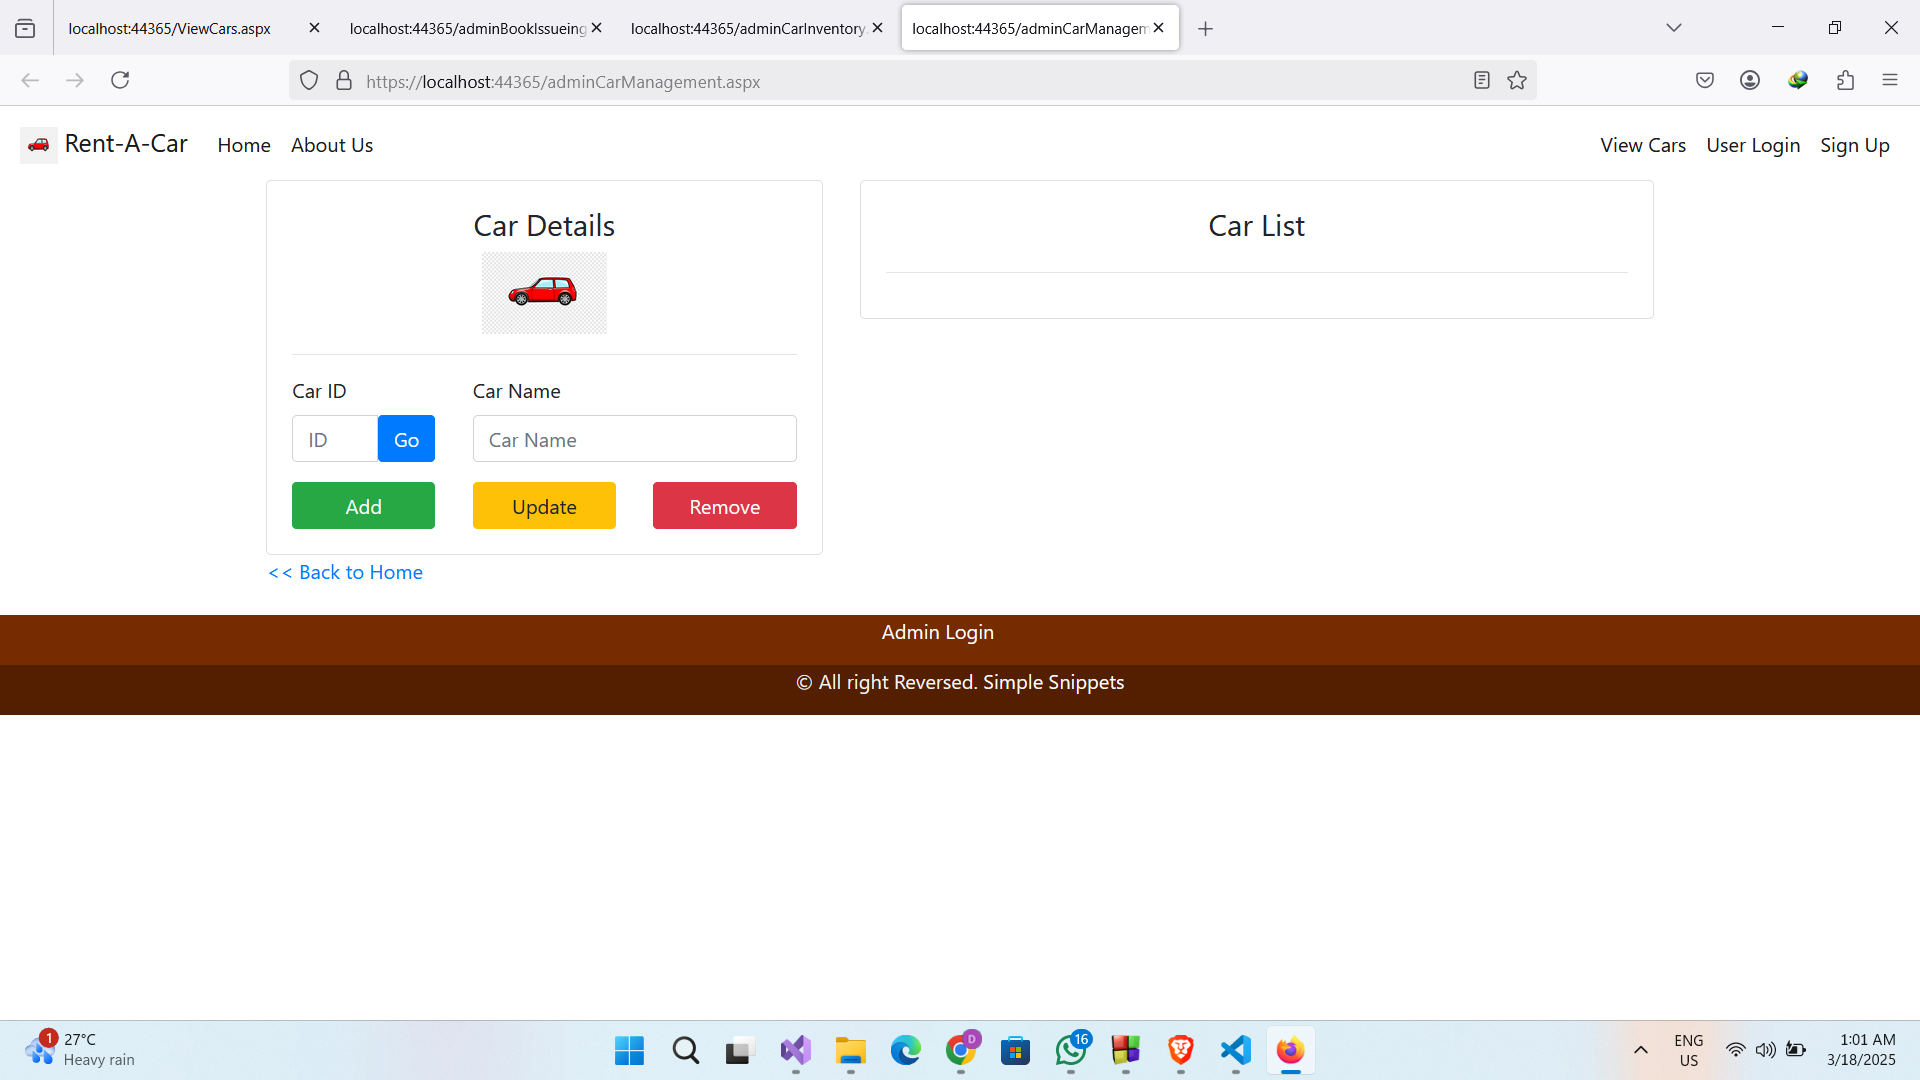 localhost:44365/ViewCars.aspx
localhost:44365/adminBookIssueing
localhost:44365/adminCarInventory.
localhost:44365/adminCarManagem
https://localhost:44365/adminCarManagement.aspx
Rent-A-Car
Home
About Us
View Cars
User Login
Sign Up
Car Details
Car List
Car ID
Car Name
ID
Go
Car Name
Add
Update
Remove
<< Back to Home
Admin Login
© All right Reversed. Simple Snippets
1
27°C
Heavy rain
D
16
ENG
US
1:01 AM
3/18/2025